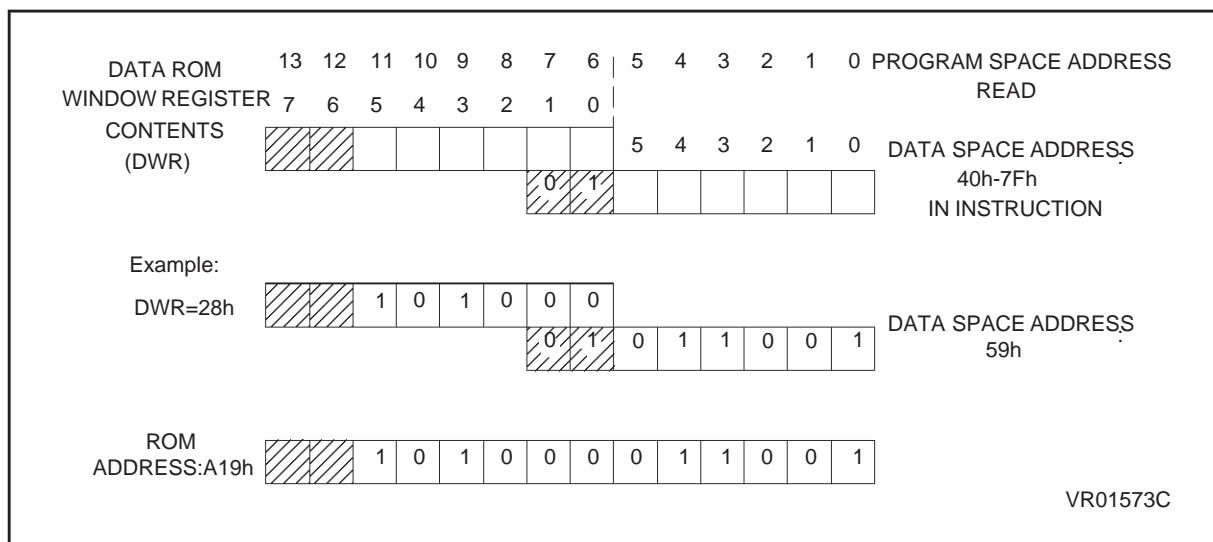 13 12 11 10 9 8 7 6 5 4 3 2 1 0 PROGRAM SPACE ADDRESS
READ
DATA ROM
WINDOW REGISTER 7 6 5 4 3 2 1 0
CONTENTS
(DWR)
5 4 3 2 1 0 DATA SPACE ADDRESS
:
40h-7Fh
IN INSTRUCTION
0 1
Example:
DWR=28h 1 0 1 0 0 0
0 1 0 1 1 0 0 1 DATA SPACE ADDRESS
:
59h
ROM
ADDRESS:A19h 1 0 1 0 0 0 0 1 1 0 0 1
VR01573C